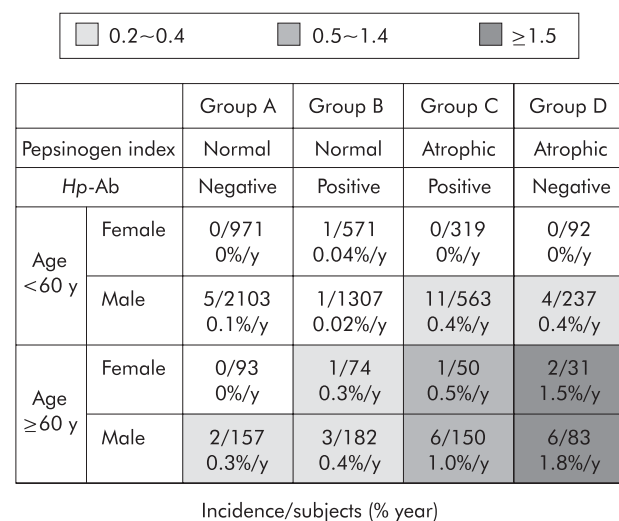 0.2~0.4 0.5~1.4 ≥1.5
Group A Group B Group C Group D
Pepsinogen index Normal Normal Atrophic Atrophic
Hp-Ab Negative Positive Positive Negative
Age <60 y Female 0/971 1/571 0/319 0/92
0%/y 0.04%/y 0%/y 0%/y
Male 5/2103 1/1307 11/563 4/237
0.1%/y 0.02%/y 0.4%/y 0.4%/y
Age ≥60 y Female 0/93 1/74 1/50 2/31
0%/y 0.3%/y 0.5%/y 1.5%/y
Male 2/157 3/182 6/150 6/83
0.3%/y 0.4%/y 1.0%/y 1.8%/y
Incidence/subjects (% year)